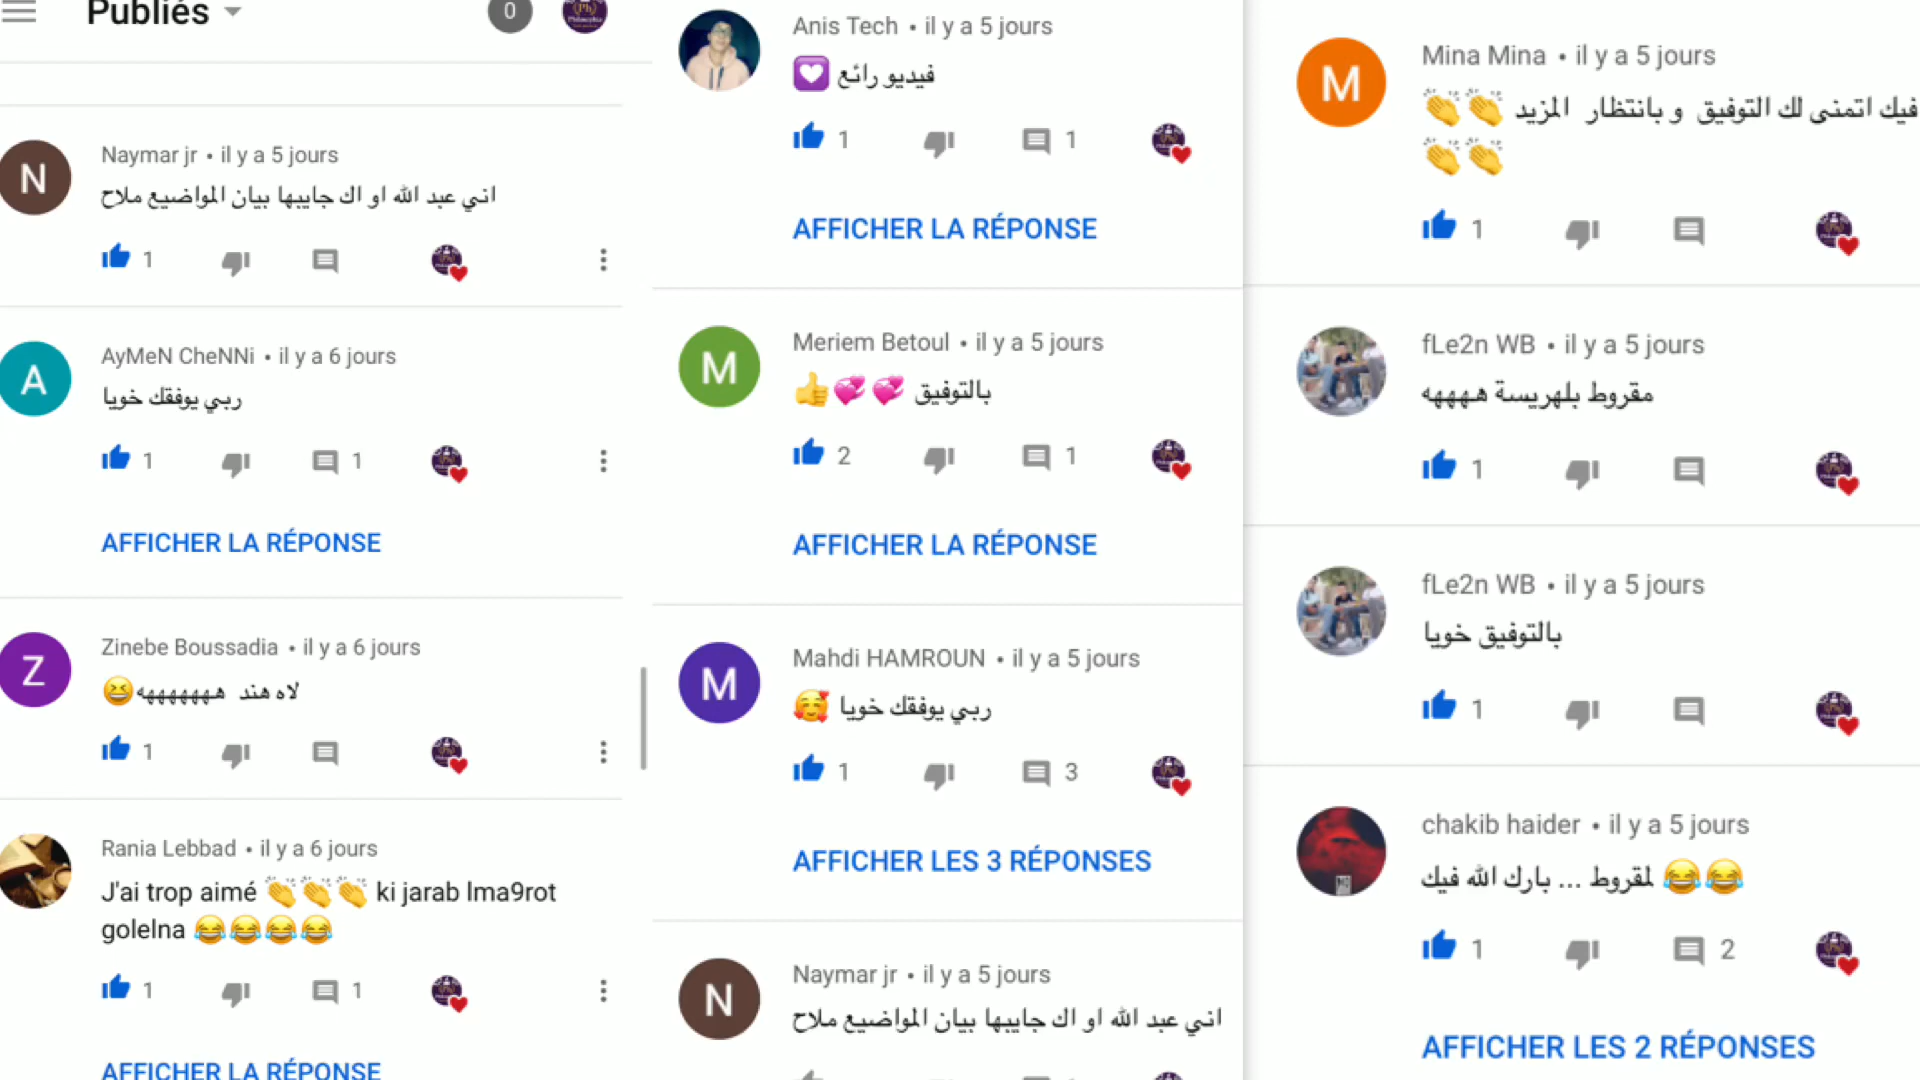 Publiés
0
Naymar jr • il y a 5 jours
اني عبد الله او اك جايبها بيان المواضيع ملاح
1
AyMeN CheNNi • il y a 6 jours
ربي يوفقك خويا
1 1
AFFICHER LA RÉPONSE
Zinebe Boussadia • il y a 6 jours
لاه هند هههههههه😆
1
Rania Lebbad • il y a 6 jours
J'ai trop aimé 👏👏👏 ki jarab lma9rot
golelna 😂😂😂😂
1 1
AFFICHER LA RÉPONSE
Anis Tech • il y a 5 jours
فيديو رائع 💟
1 1
AFFICHER LA RÉPONSE
Meriem Betoul • il y a 5 jours
بالتوفيق 💞💞👍
2 1
AFFICHER LA RÉPONSE
Mahdi HAMROUN • il y a 5 jours
ربي يوفقك خويا 🥰
1 3
AFFICHER LES 3 RÉPONSES
Naymar jr • il y a 5 jours
اني عبد الله او اك جايبها بيان المواضيع ملاح
Mina Mina • il y a 5 jours
فيك اتمنى لك التوفيق و بانتظار المزيد 👏👏
👏👏
1
fLe2n WB • il y a 5 jours
مقروط بلهريسة ههههه
1
fLe2n WB • il y a 5 jours
بالتوفيق خويا
1
chakib haider • il y a 5 jours
😂😂 لمقروط ... بارك الله فيك
1 2
AFFICHER LES 2 RÉPONSES